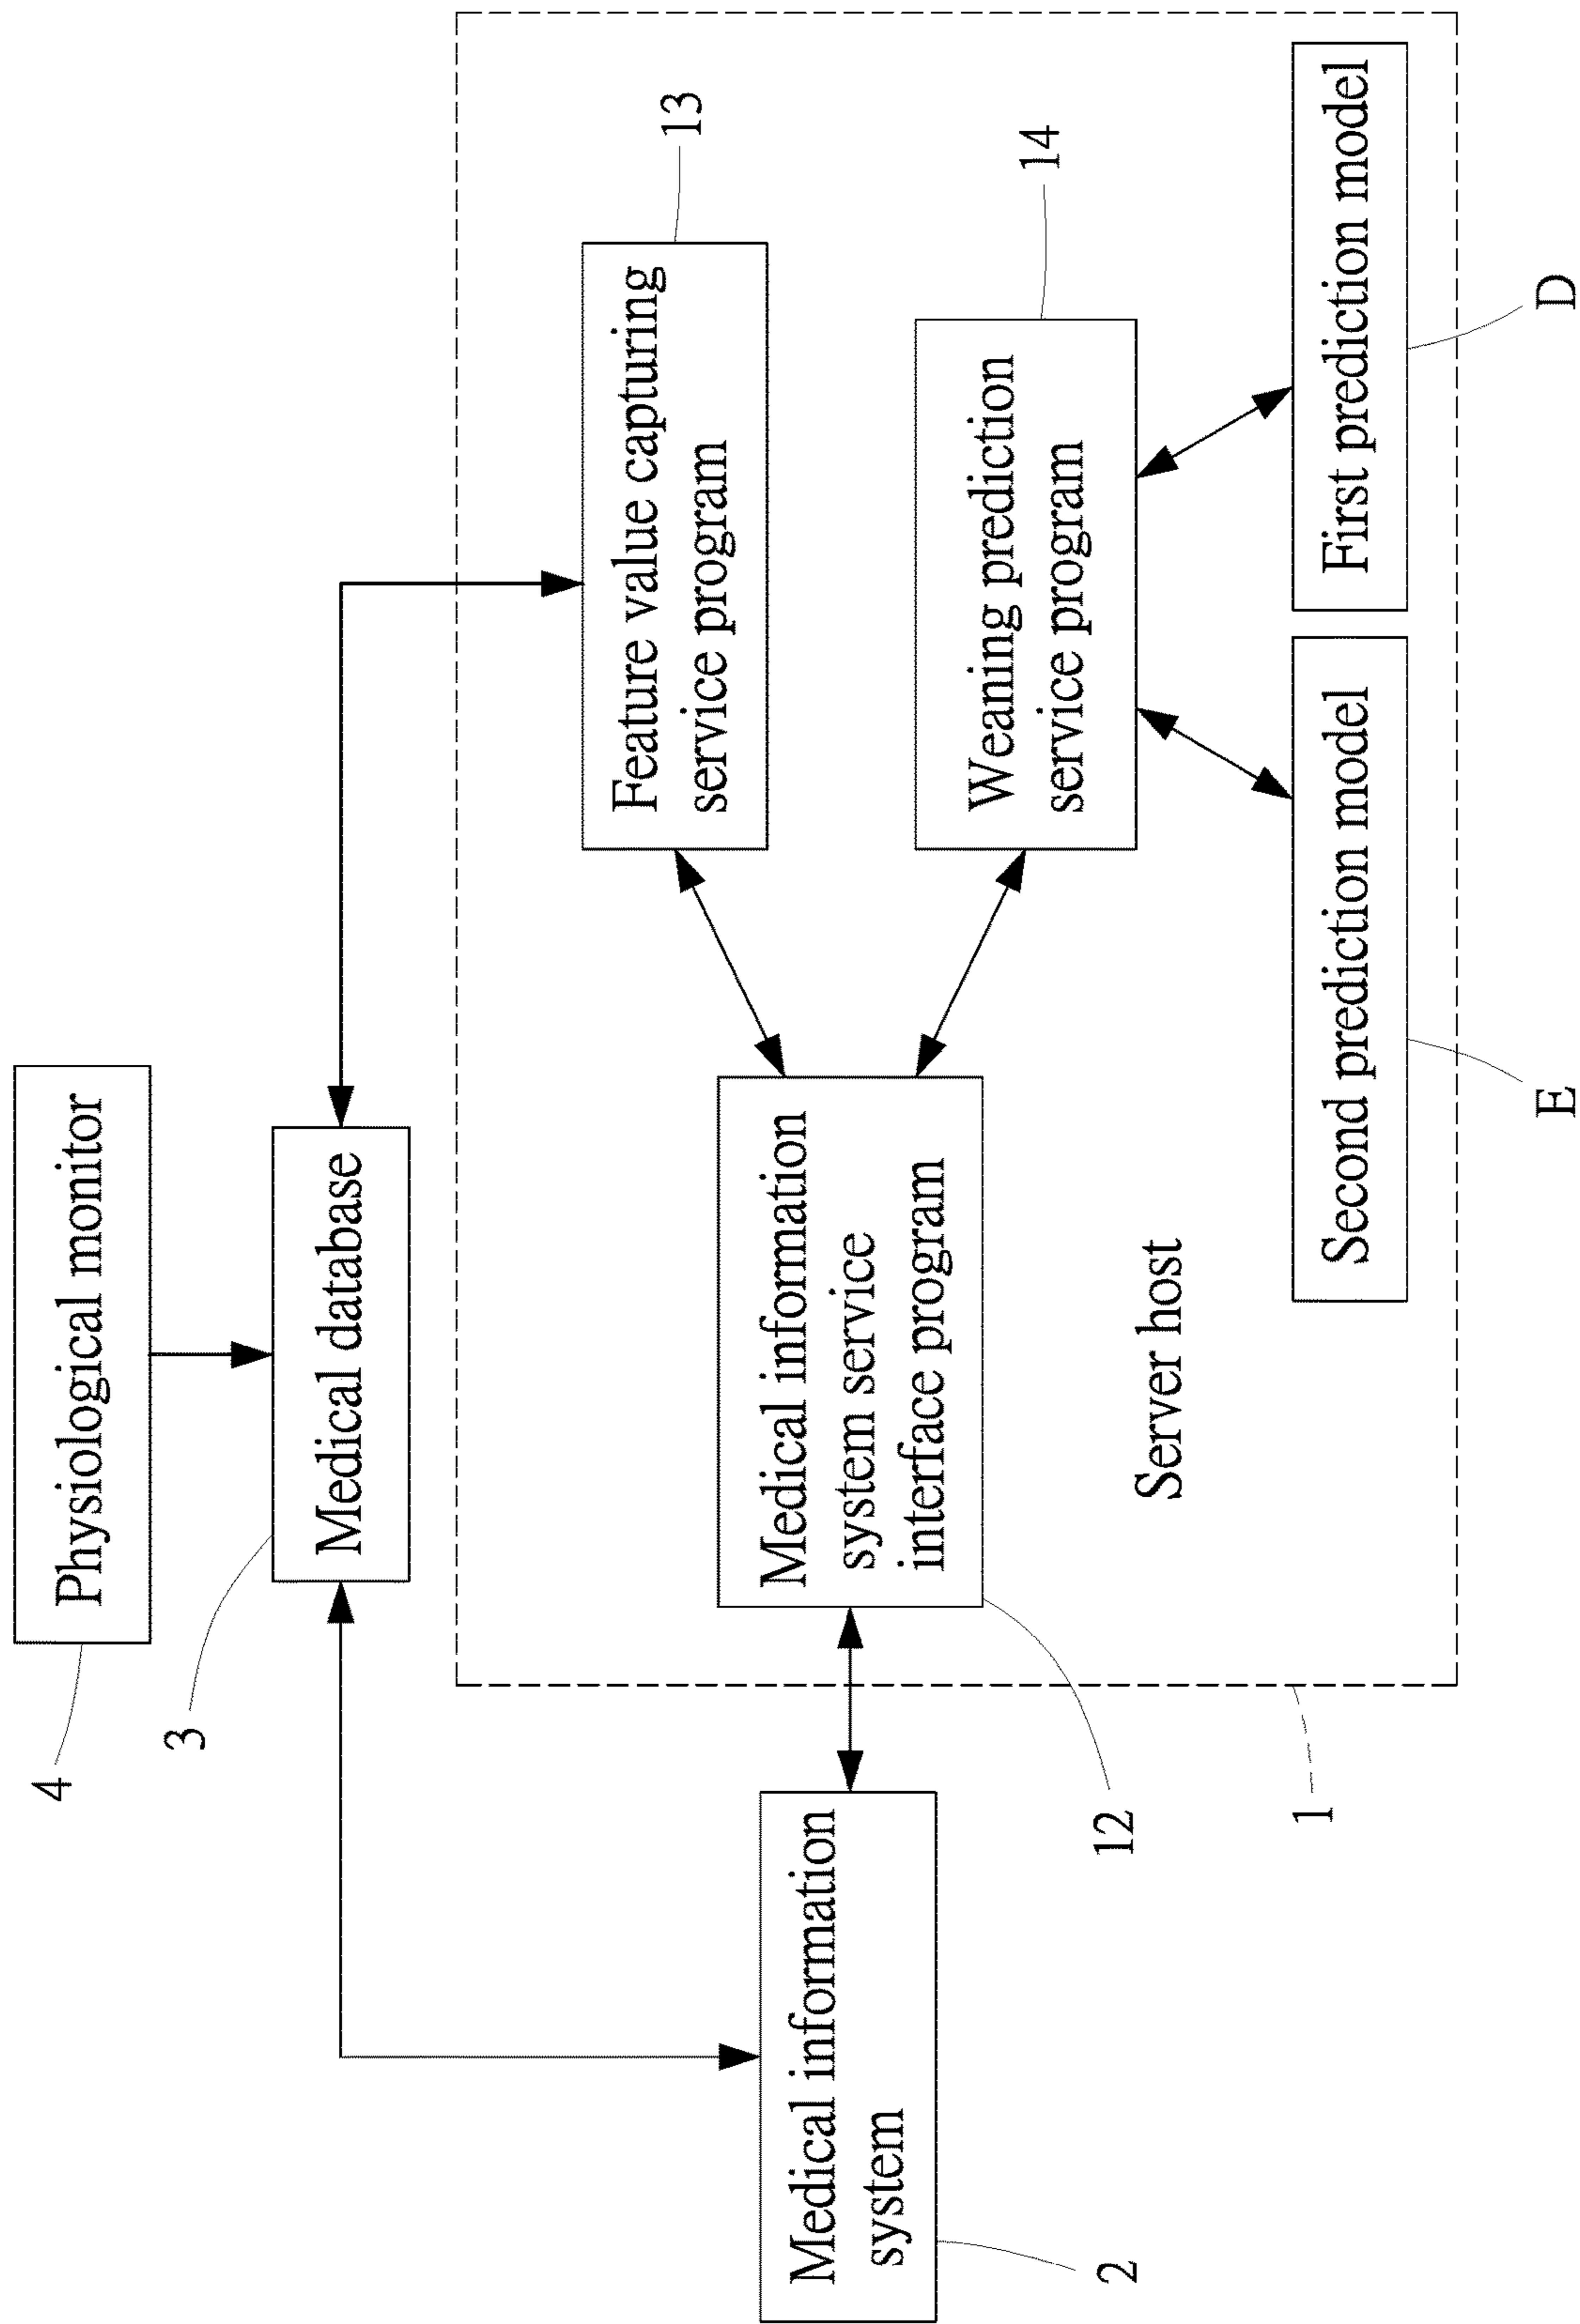 4
Physiological monitor
3
Medical database
2
Medical information
system
12
Medical information
system service
interface program
13
Feature value capturing
service program
14
Weaning prediction
service program
Server host
1
E
Second prediction model
D
First prediction model